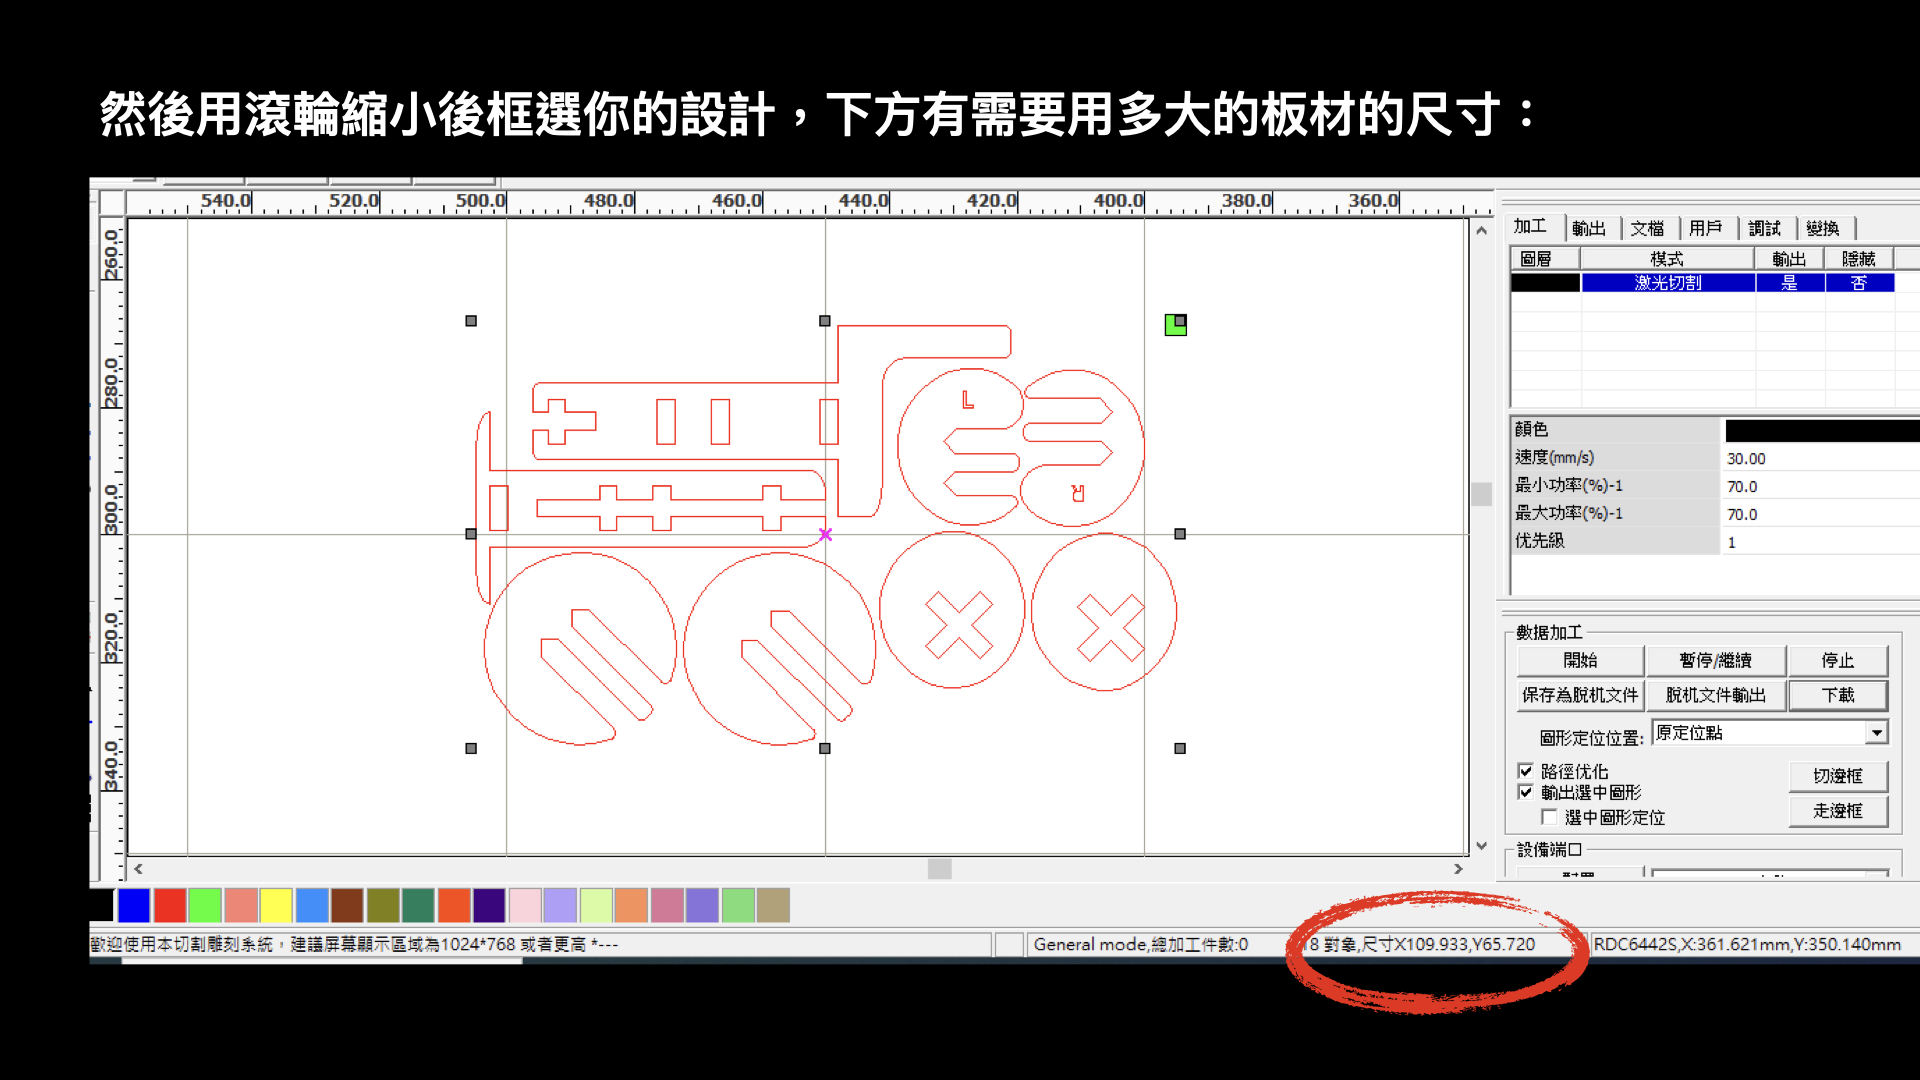 然後用滾輪縮小後框選你的設計，下方有需要用多大的板材的尺寸：
540.0 520.0 500.0 480.0 460.0 440.0 420.0 400.0 380.0 360.0
260.0
280.0
300.0
320.0
340.0
L
R
加工 輸出 文檔 用戶 調試 變換
圖層 模式 輸出 隱藏
激光切割 是 否
顏色
速度(mm/s) 30.00
最小功率(%)-1 70.0
最大功率(%)-1 70.0
优先級 1
數据加工
開始 暫停/繼續 停止
保存為脫机文件 脫机文件輸出 下載
圖形定位位置: 原定位點
路徑优化 切邊框
輸出選中圖形 走邊框
選中圖形定位
設備端口
歡迎使用本切割雕刻系統，建議屏幕顯示區域為1024*768 或者更高 *---
General mode,總加工件數:0
8 對象,尺寸X109.933,Y65.720
RDC6442S,X:361.621mm,Y:350.140mm